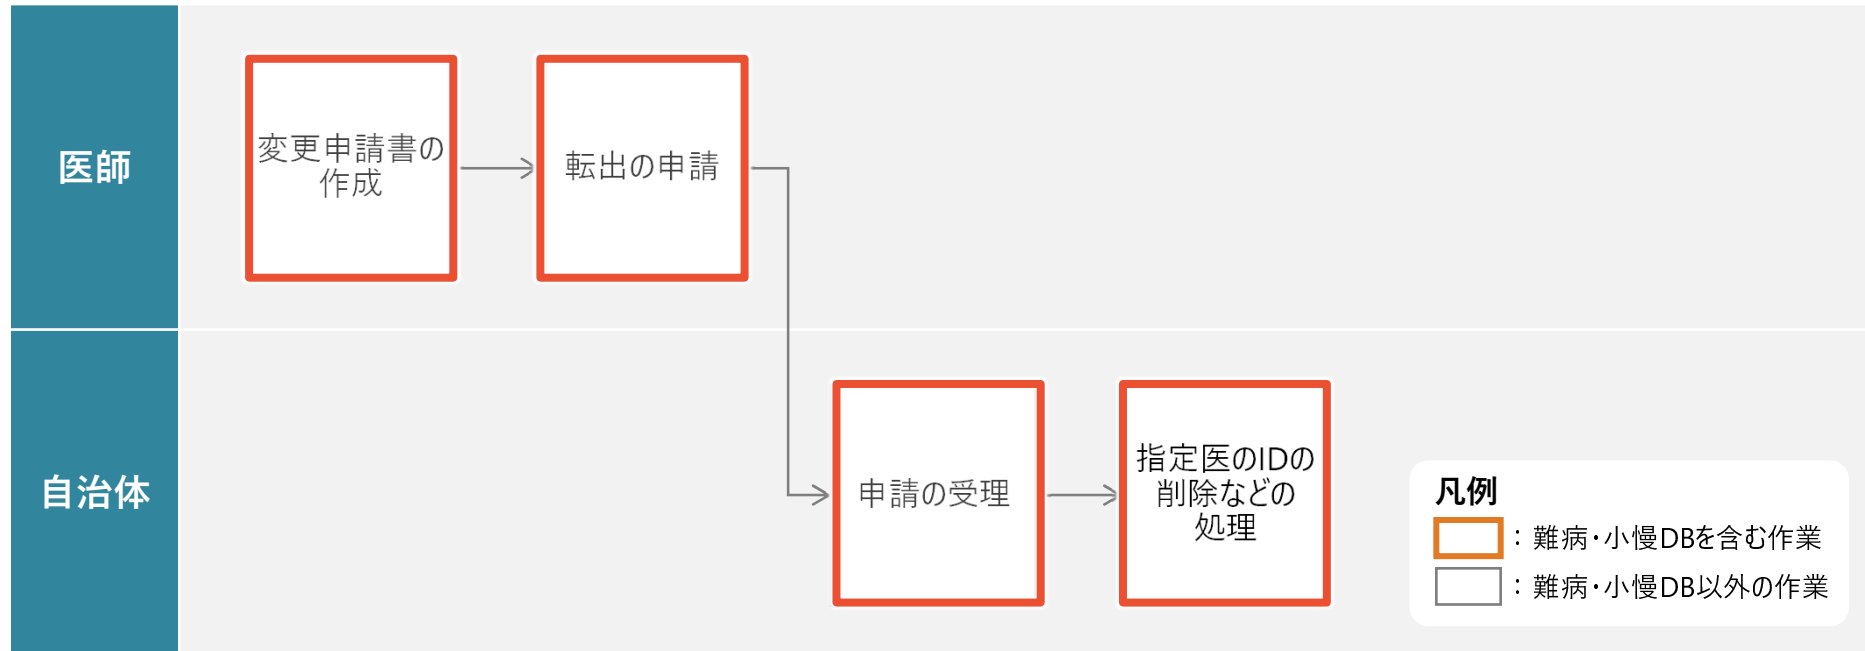 医師
変更申請書の
作成
転出の申請
自治体
申請の受理
指定医のIDの
削除などの
処理
凡例
：難病・小慢DBを含む作業
：難病・小慢DB以外の作業